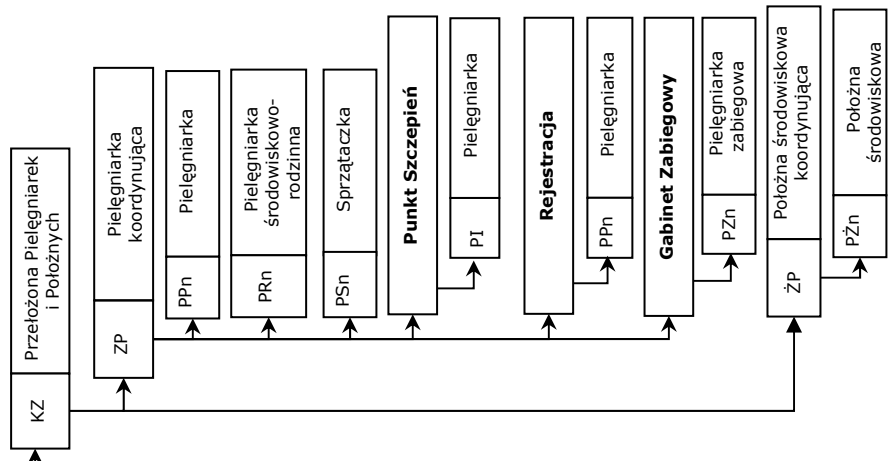 KZ
Przełożona Pielęgniarek
i Położnych
ZP
Pielęgniarka
koordynująca
PPn
Pielęgniarka
PRn
Pielęgniarka
środowiskowo-
rodzinna
PSn
Sprzątaczka
Punkt Szczepień
PI
Pielęgniarka
Rejestracja
PPn
Pielęgniarka
Gabinet Zabiegowy
PZn
Pielęgniarka
zabiegowa
ŻP
Położna środowiskowa
koordynująca
PŻn
Położna
środowiskowa